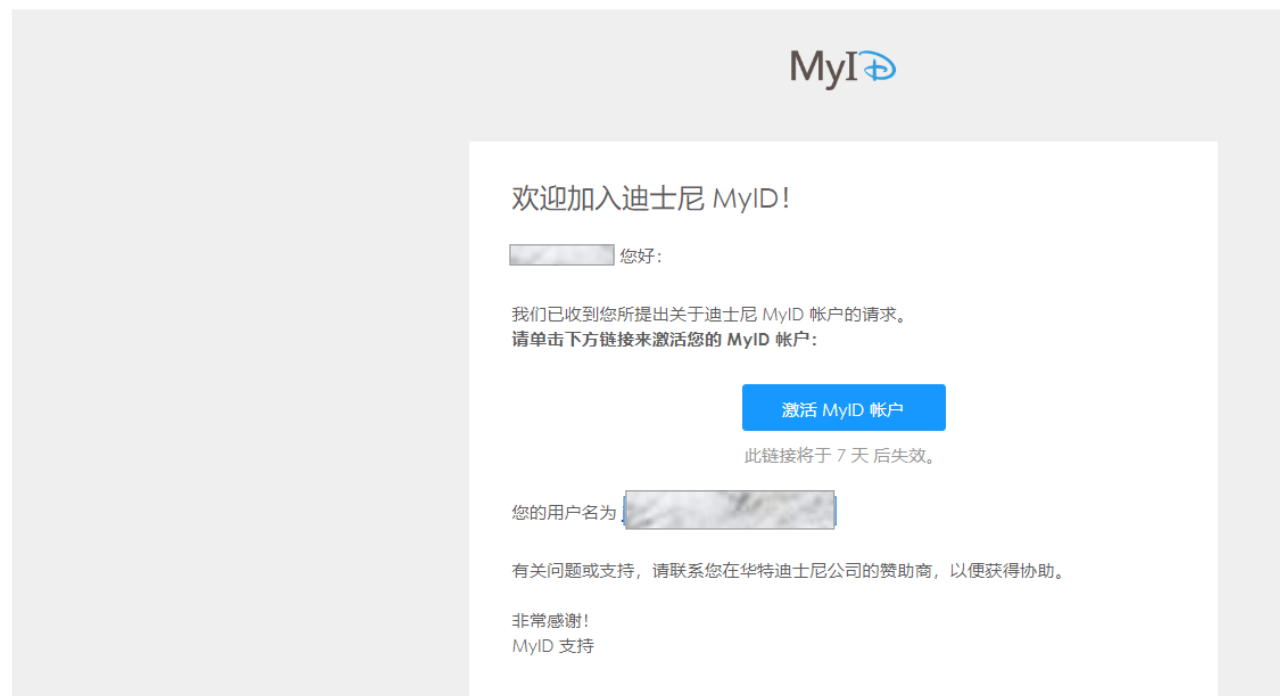 MyID
欢迎加入迪士尼 MyID！
您好：
我们已收到您所提出关于迪士尼 MyID 帐户的请求。
请单击下方链接来激活您的 MyID 帐户：
激活 MyID 帐户
此链接将于 7 天 后失效。
您的用户名为
有关问题或支持，请联系您在华特迪士尼公司的赞助商，以便获得协助。
非常感谢！
MyID 支持